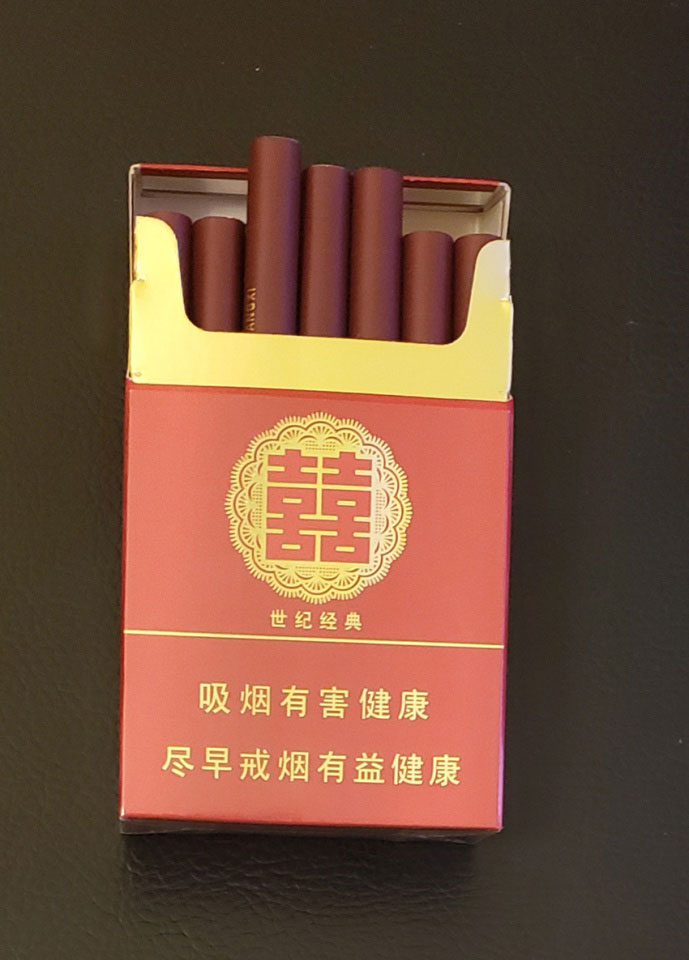 囍
世纪经典
吸烟有害健康
尽早戒烟有益健康